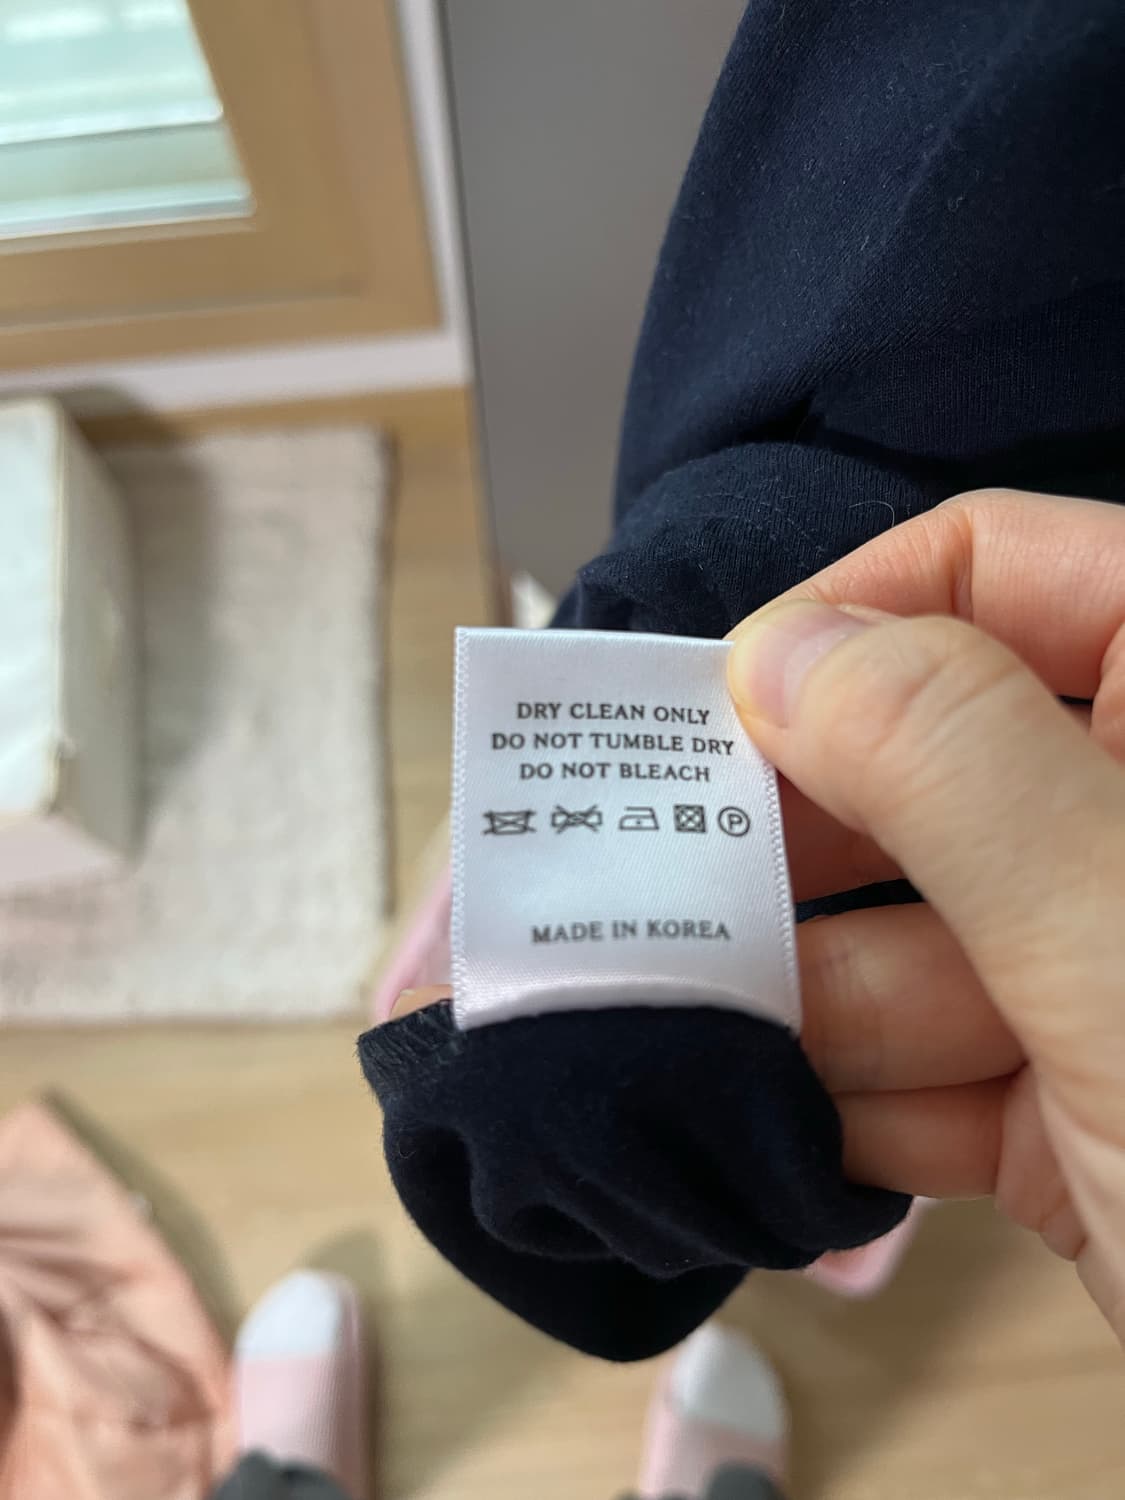 DRY CLEAN ONLY
DO NOT TUMBLE DRY
DO NOT BLEACH
P
MADE IN KOREA